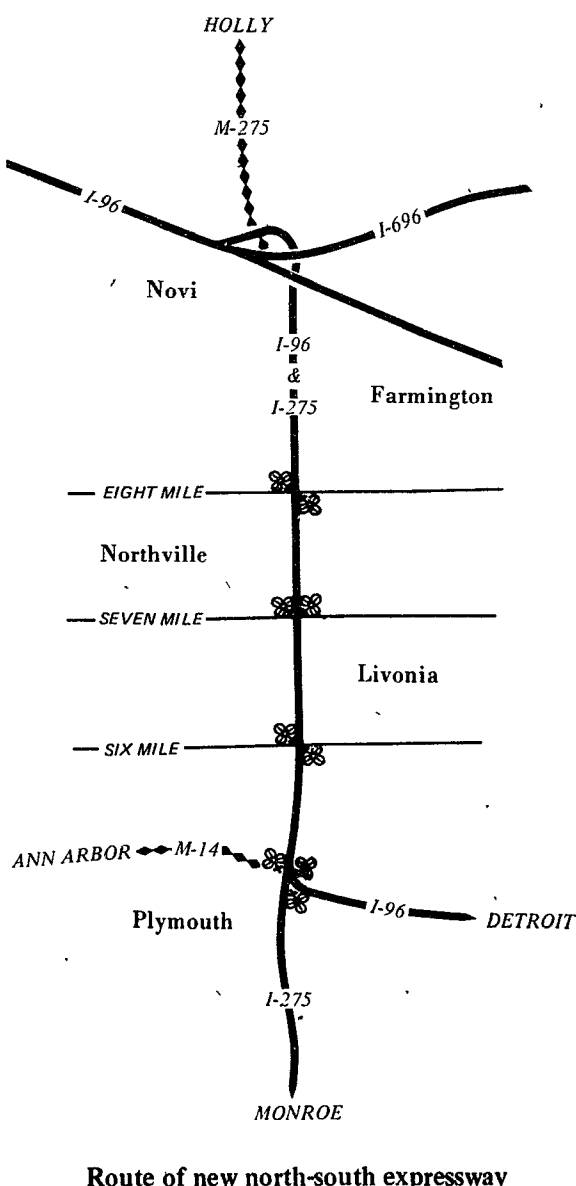 HOLLY
M-275
I-96
I-696
Novi
I-96
&
I-275
Farmington
EIGHT MILE
Northville
SEVEN MILE
Livonia
SIX MILE
ANN ARBOR M-14
I-96
Plymouth
DETROIT
I-275
MONROE
Route of new north-south expressway